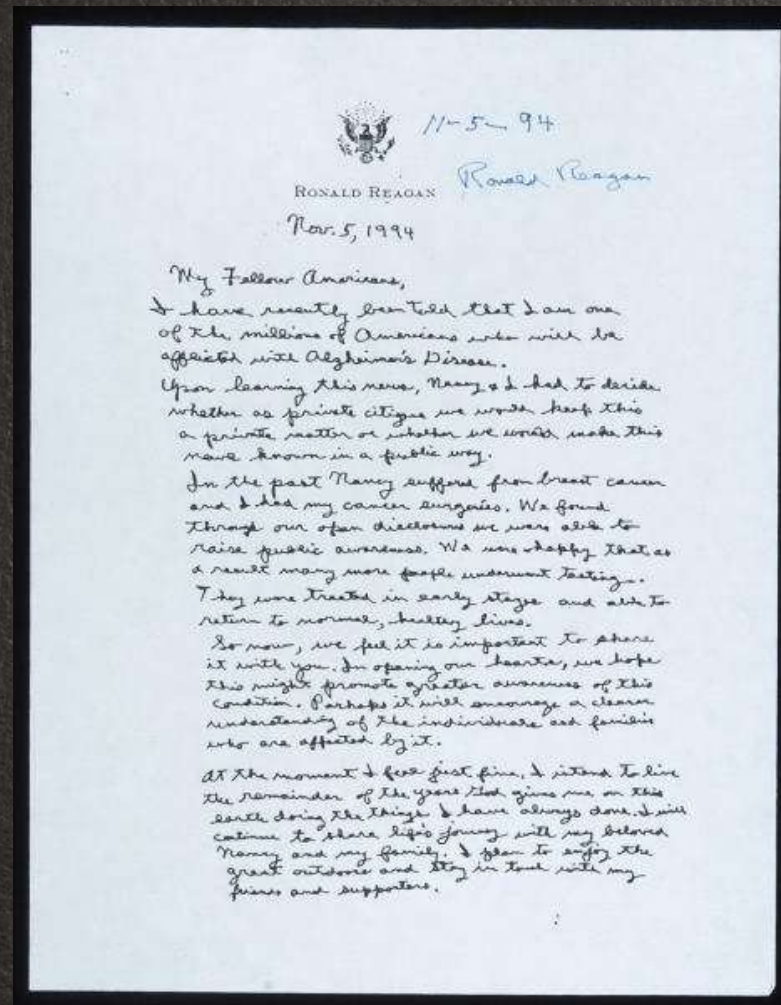 11-5-94
RONALD REAGAN
Ronald Reagan
Nov. 5, 1994
My Fellow Americans,
I have recently been told that I am one
of the millions of Americans who will be
afflicted with Alzheimer's Disease.
Upon learning this news, Nancy & I had to decide
whether as private citizens we would keep this
a private matter or whether we would make this
news known in a public way.
In the past Nancy suffered from breast cancer
and I had my cancer surgeries. We found
through our open disclosures we were able to
raise public awareness. We were happy that as
a result many more people underwent testing.
They were treated in early stages and able to
return to normal, healthy lives.
So now, we feel it is important to share
it with you. In opening our hearts, we hope
this might promote greater awareness of this
condition. Perhaps it will encourage a clearer
understanding of the individuals and families
who are affected by it.
At the moment I feel just fine. I intend to live
the remainder of the years God gives me on this
earth doing the things I have always done. I will
continue to share life's journey with my beloved
Nancy and my family. I plan to enjoy the
great outdoors and stay in touch with my
friends and supporters.